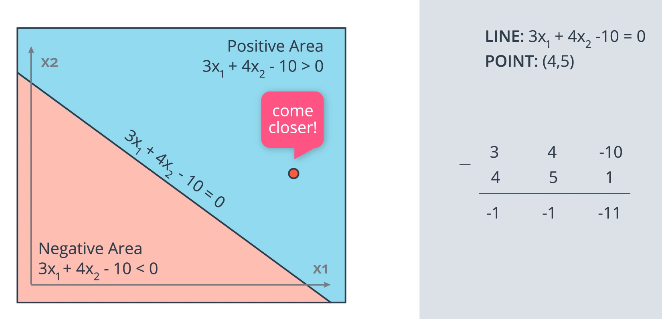 Positive Area
3x₁ + 4x₂ - 10 > 0
X2
come
closer!
3x₁ + 4x₂ - 10 = 0
Negative Area
3x₁ + 4x₂ - 10 < 0
X1
LINE: 3x₁ + 4x₂ -10 = 0
POINT: (4,5)
3 4 -10
– 4 5 1
-1 -1 -11